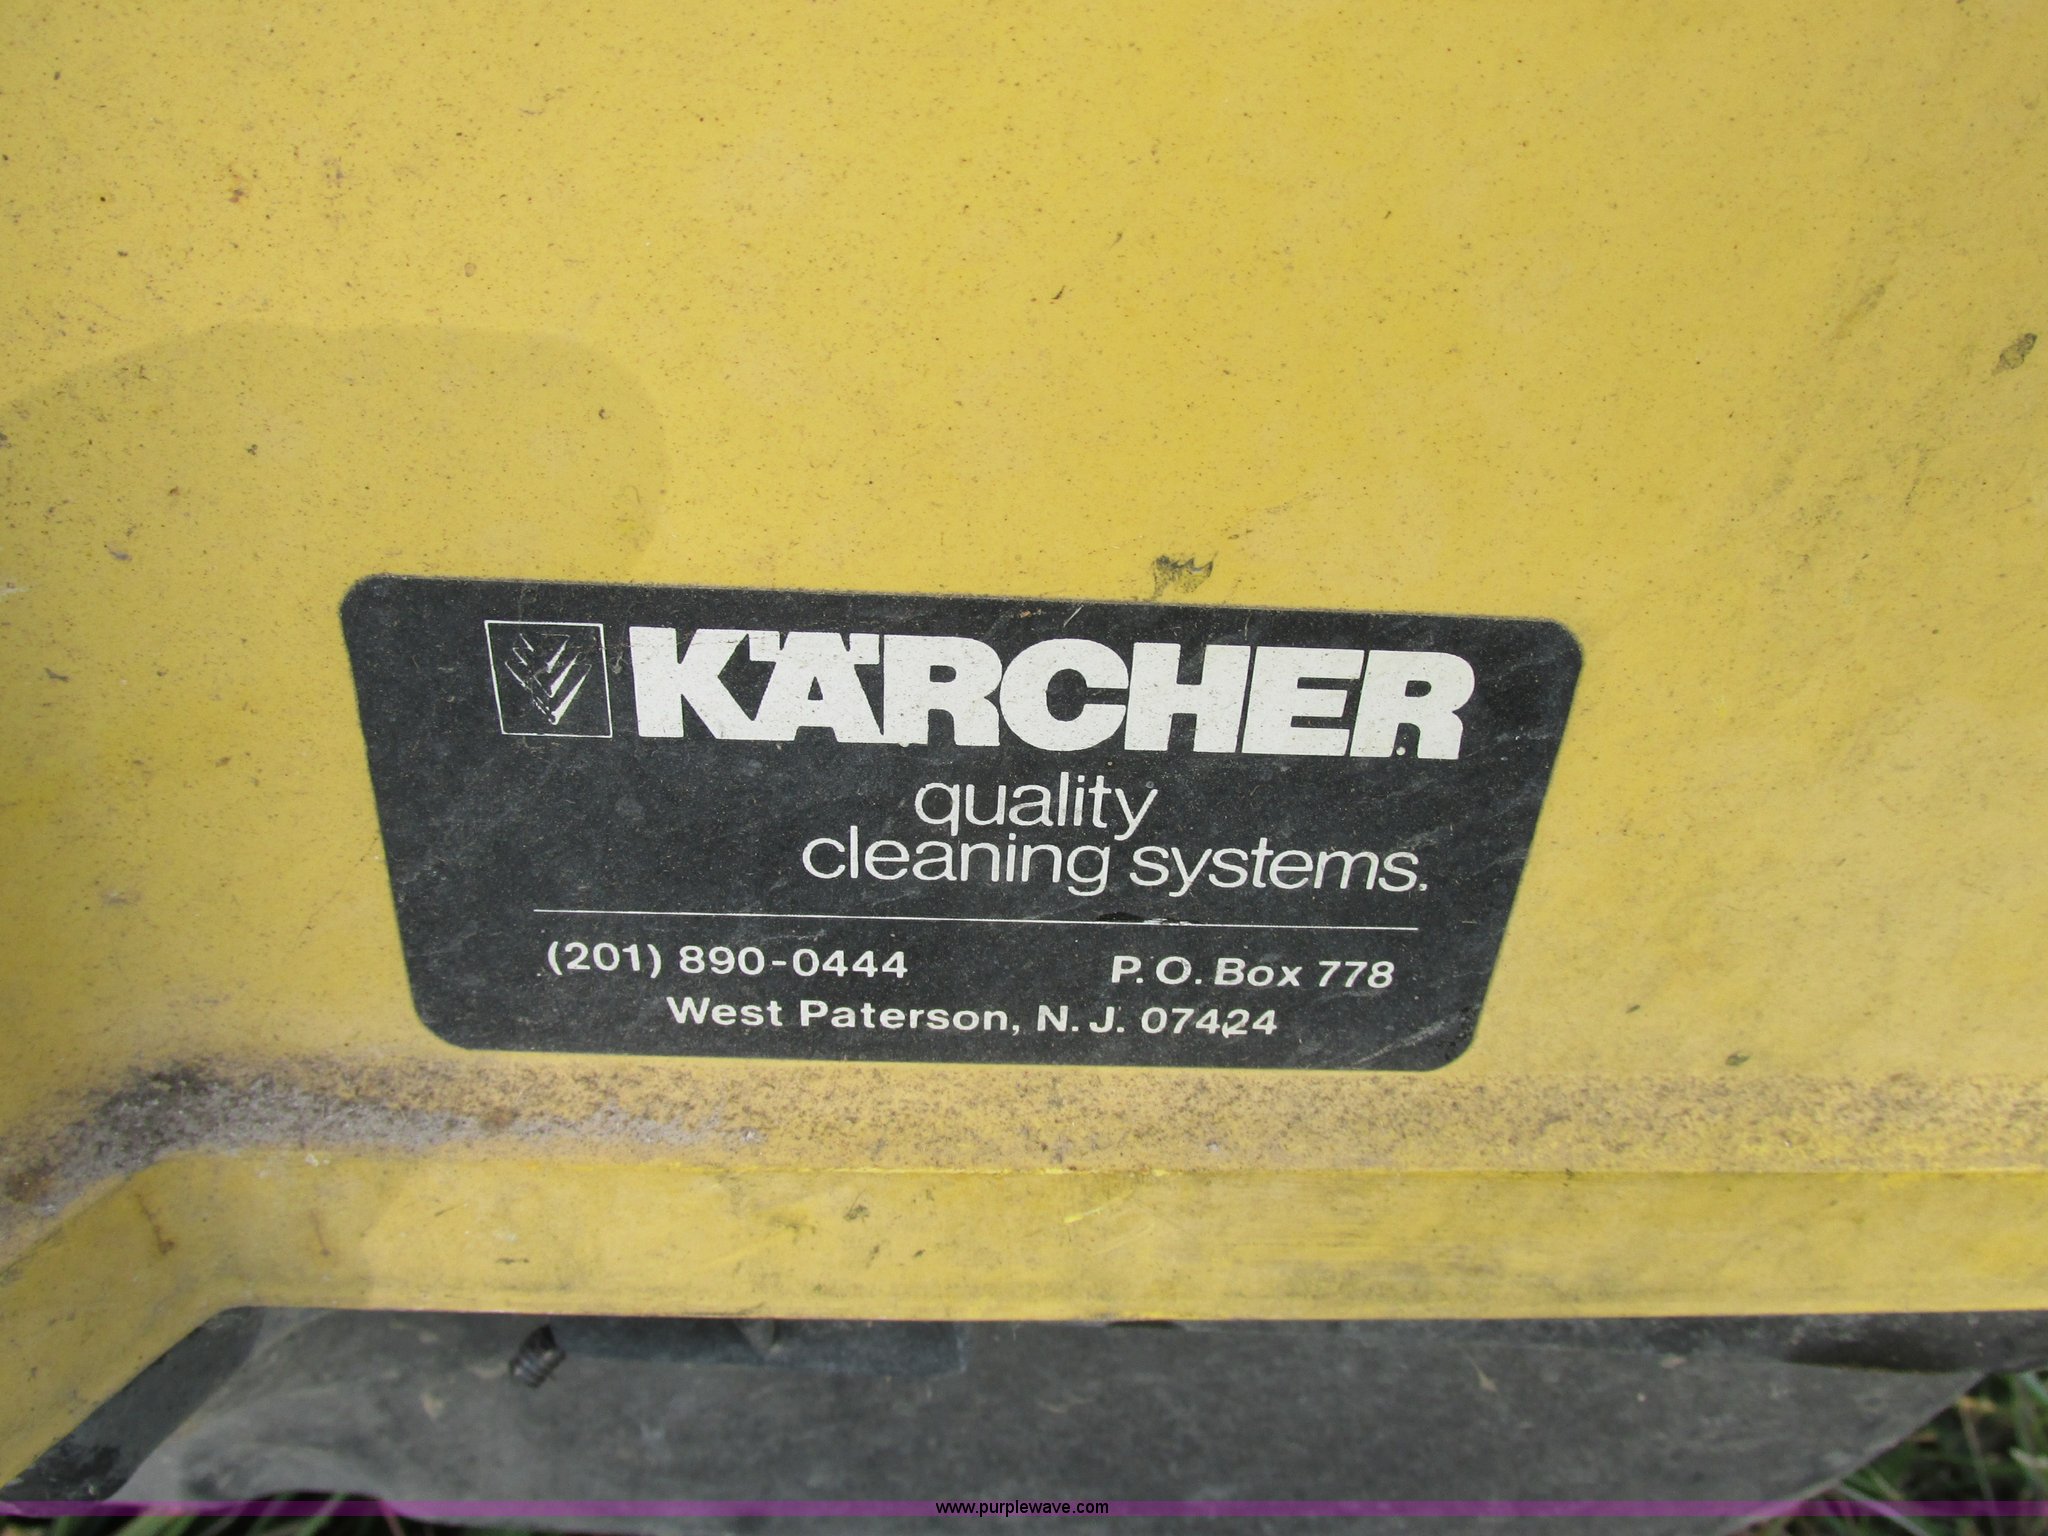 KÄRCHER
quality
cleaning systems.
(201) 890-0444 P.O. Box 778
West Paterson, N.J. 07424
www.purplewave.com